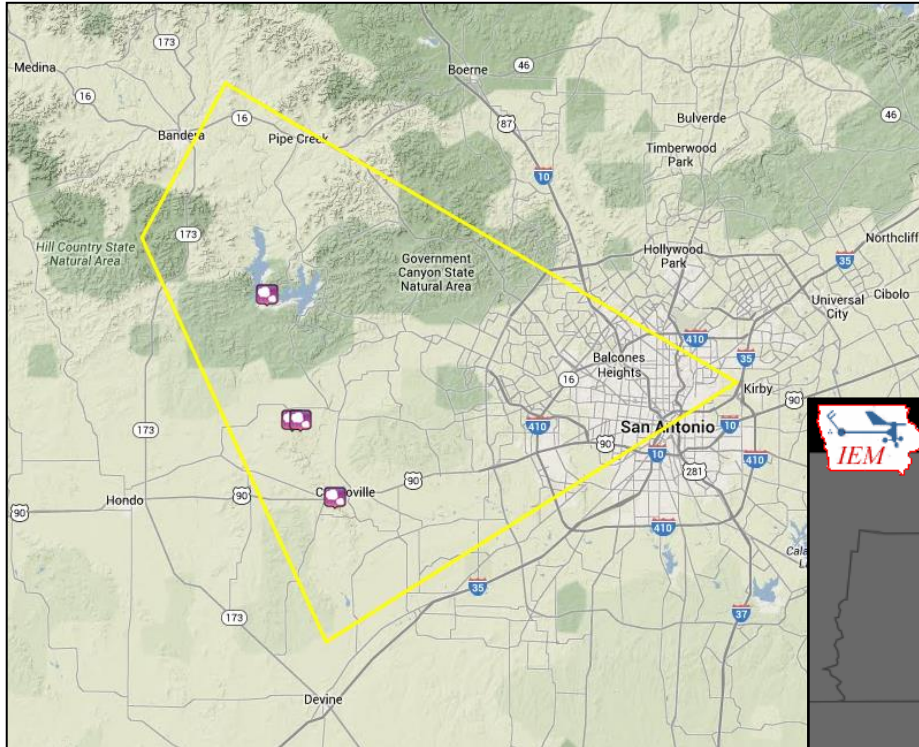 173
Medina
16
Boerne
46
87
Bulverde
46
16
Bandera
Pipe Creek
Timberwood
Park
10
173
Hill Country State
Natural Area
Government
Canyon State
Natural Area
Hollywood
Park
Northcliff
35
Universal
City
Cibolo
410
Balcones
Heights
35
16
Kirby
90
173
410
San Antonio
10
90
10
410
281
90
90
Hondo
90
410
35
173
37
Devine
IEM